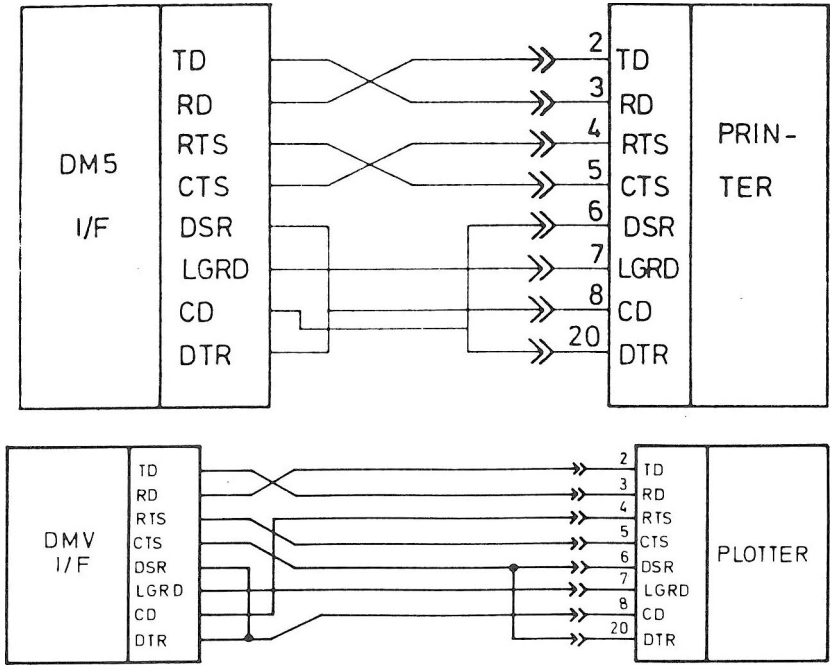 DM5
I/F
TD
RD
RTS
CTS
DSR
LGRD
CD
DTR
2
3
4
5
6
7
8
20
TD
RD
RTS
CTS
DSR
LGRD
CD
DTR
PRIN-
TER
DMV
I/F
TD
RD
RTS
CTS
DSR
LGRD
CD
DTR
2
3
4
5
6
7
8
20
TD
RD
RTS
CTS
DSR
LGRD
CD
DTR
PLOTTER